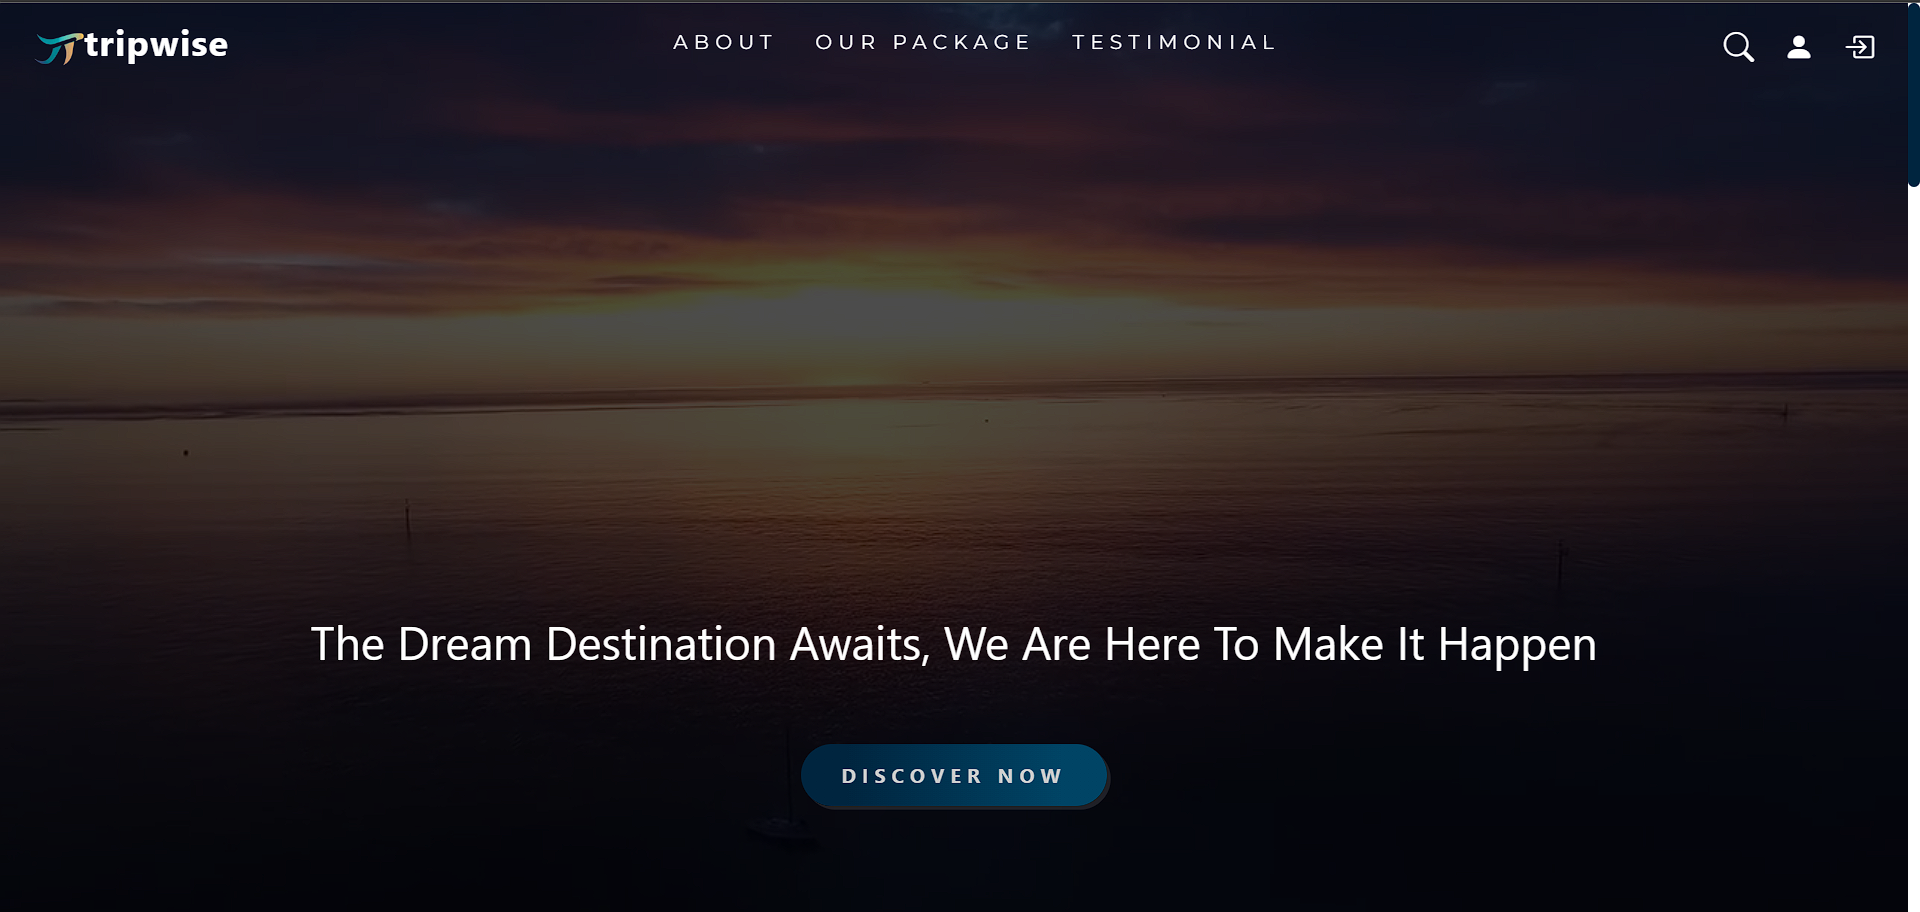 tripwise
ABOUT OUR PACKAGE TESTIMONIAL
The Dream Destination Awaits, We Are Here To Make It Happen
DISCOVER NOW